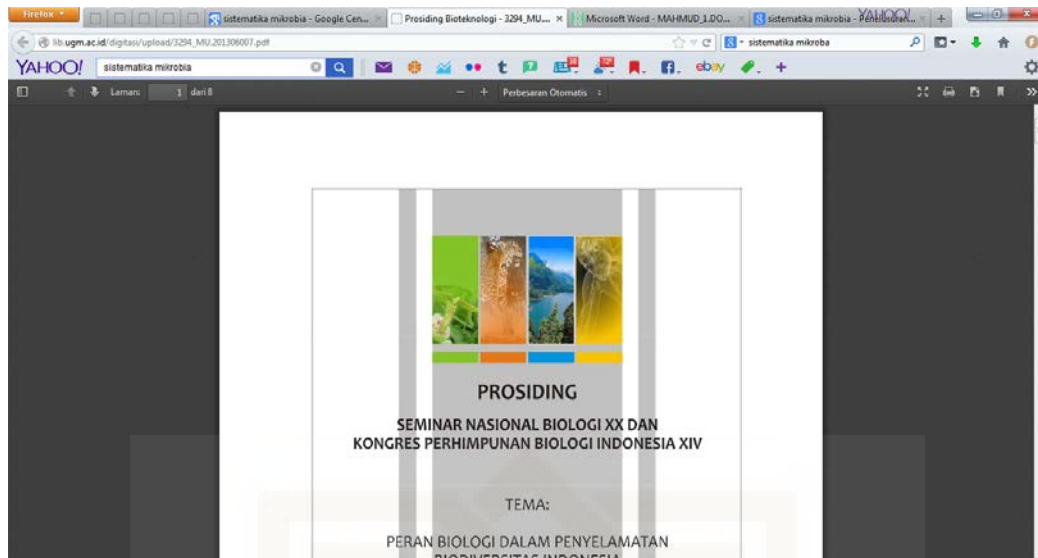 Firefox
sistematika mikrobia - Google Cen...
Prosiding Bioteknologi - 3294_MU....
Microsoft Word - MAHMUD_1.DO...
sistematika mikrobia -
lib.ugm.ac.id/digitasi/upload/3294_MU.201306007.pdf
sistematika mikroba
YAHOO!
sistematika mikrobia
ebay
Laman: 1 dari 8
Perbesaran Otomatis
PROSIDING
SEMINAR NASIONAL BIOLOGI XX DAN
KONGRES PERHIMPUNAN BIOLOGI INDONESIA XIV
TEMA:
PERAN BIOLOGI DALAM PENYELAMATAN
BIODIVERSITAS INDONESIA